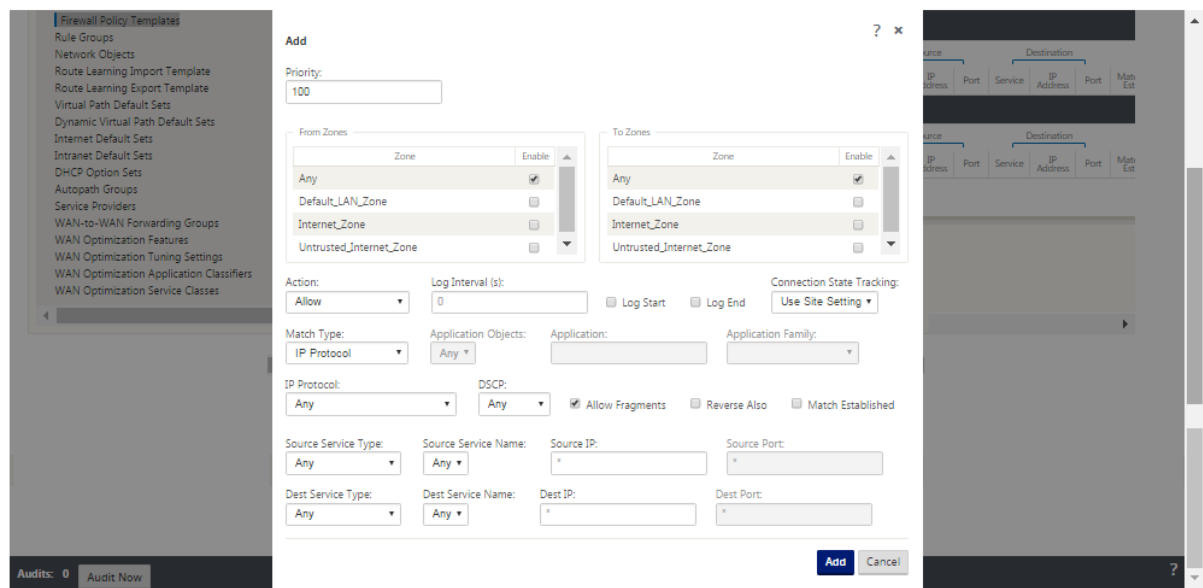 Firewall Policy Templates
Rule Groups
Network Objects
Route Learning Import Template
Route Learning Export Template
Virtual Path Default Sets
Dynamic Virtual Path Default Sets
Internet Default Sets
Intranet Default Sets
DHCP Option Sets
Autopath Groups
Service Providers
WAN-to-WAN Forwarding Groups
WAN Optimization Features
WAN Optimization Tuning Settings
WAN Optimization Application Classifiers
WAN Optimization Service Classes
Add ? ×
Priority:
100
From Zones
Zone Enable
Any
Default_LAN_Zone
Internet_Zone
Untrusted_Internet_Zone
To Zones
Zone Enable
Any
Default_LAN_Zone
Internet_Zone
Untrusted_Internet_Zone
Action: Log Interval (s): Connection State Tracking:
Allow 0 Log Start Log End Use Site Setting
Match Type: Application Objects: Application: Application Family:
IP Protocol Any
IP Protocol: DSCP:
Any Any Allow Fragments Reverse Also Match Established
Source Service Type: Source Service Name: Source IP: Source Port:
Any Any * *
Dest Service Type: Dest Service Name: Dest IP: Dest Port:
Any Any * *
Add Cancel
Destination
Port Service IP Address Port
Destination
Port Service IP Address Port
Audits: 0 Audit Now ?